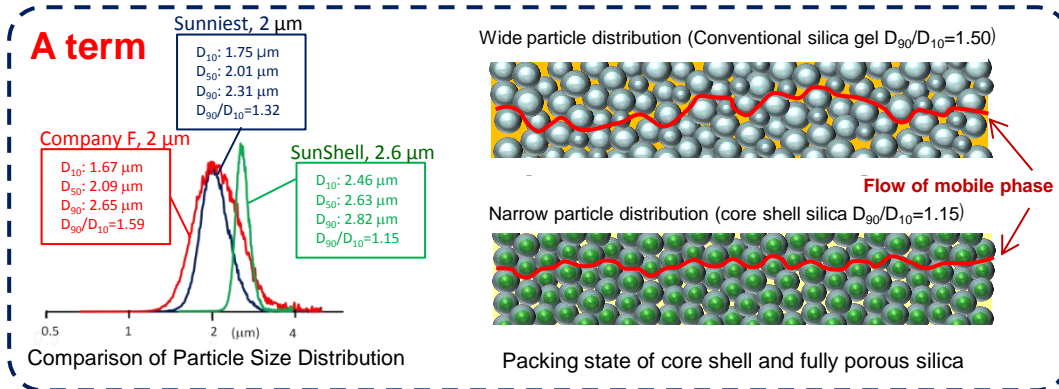 A term
Sunniest, 2 μm
D10: 1.75 μm
D50: 2.01 μm
D90: 2.31 μm
D90/D10=1.32
Company F, 2 μm
D10: 1.67 μm
D50: 2.09 μm
D90: 2.65 μm
D90/D10=1.59
SunShell, 2.6 μm
D10: 2.46 μm
D50: 2.63 μm
D90: 2.82 μm
D90/D10=1.15
0.5 1 2 (μm) 4
Comparison of Particle Size Distribution
Wide particle distribution (Conventional silica gel D90/D10=1.50)
Flow of mobile phase
Narrow particle distribution (core shell silica D90/D10=1.15)
Packing state of core shell and fully porous silica